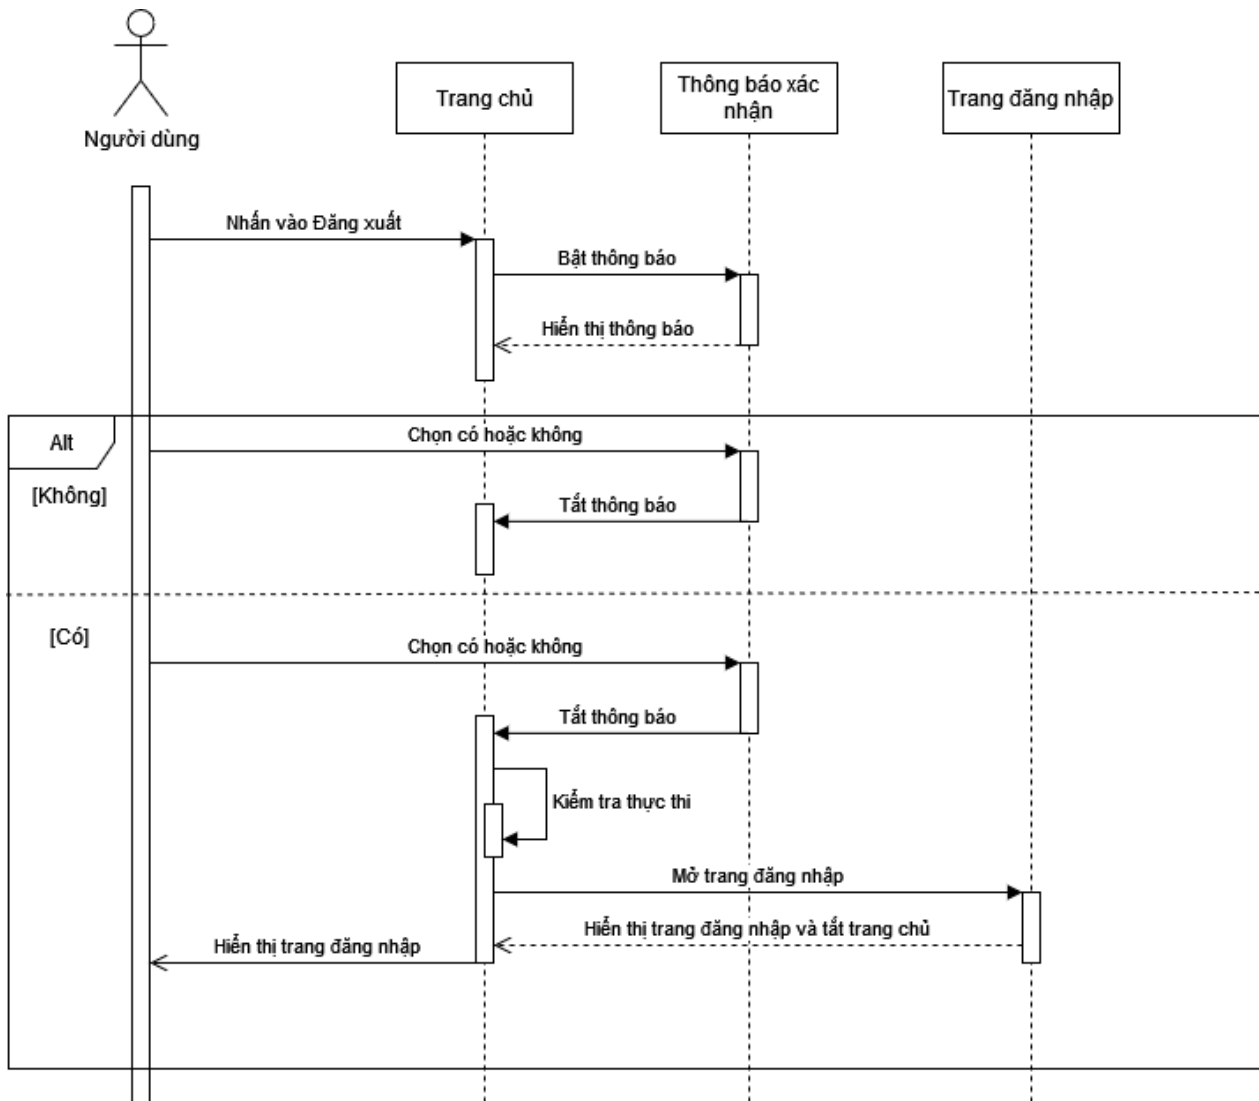 Người dùng
Trang chủ
Thông báo xác
nhận
Trang đăng nhập
Nhấn vào Đăng xuất
Bật thông báo
Hiển thị thông báo
Alt
Chọn có hoặc không
[Không]
Tắt thông báo
[Có]
Chọn có hoặc không
Tắt thông báo
Kiểm tra thực thi
Mở trang đăng nhập
Hiển thị trang đăng nhập và tắt trang chủ
Hiển thị trang đăng nhập